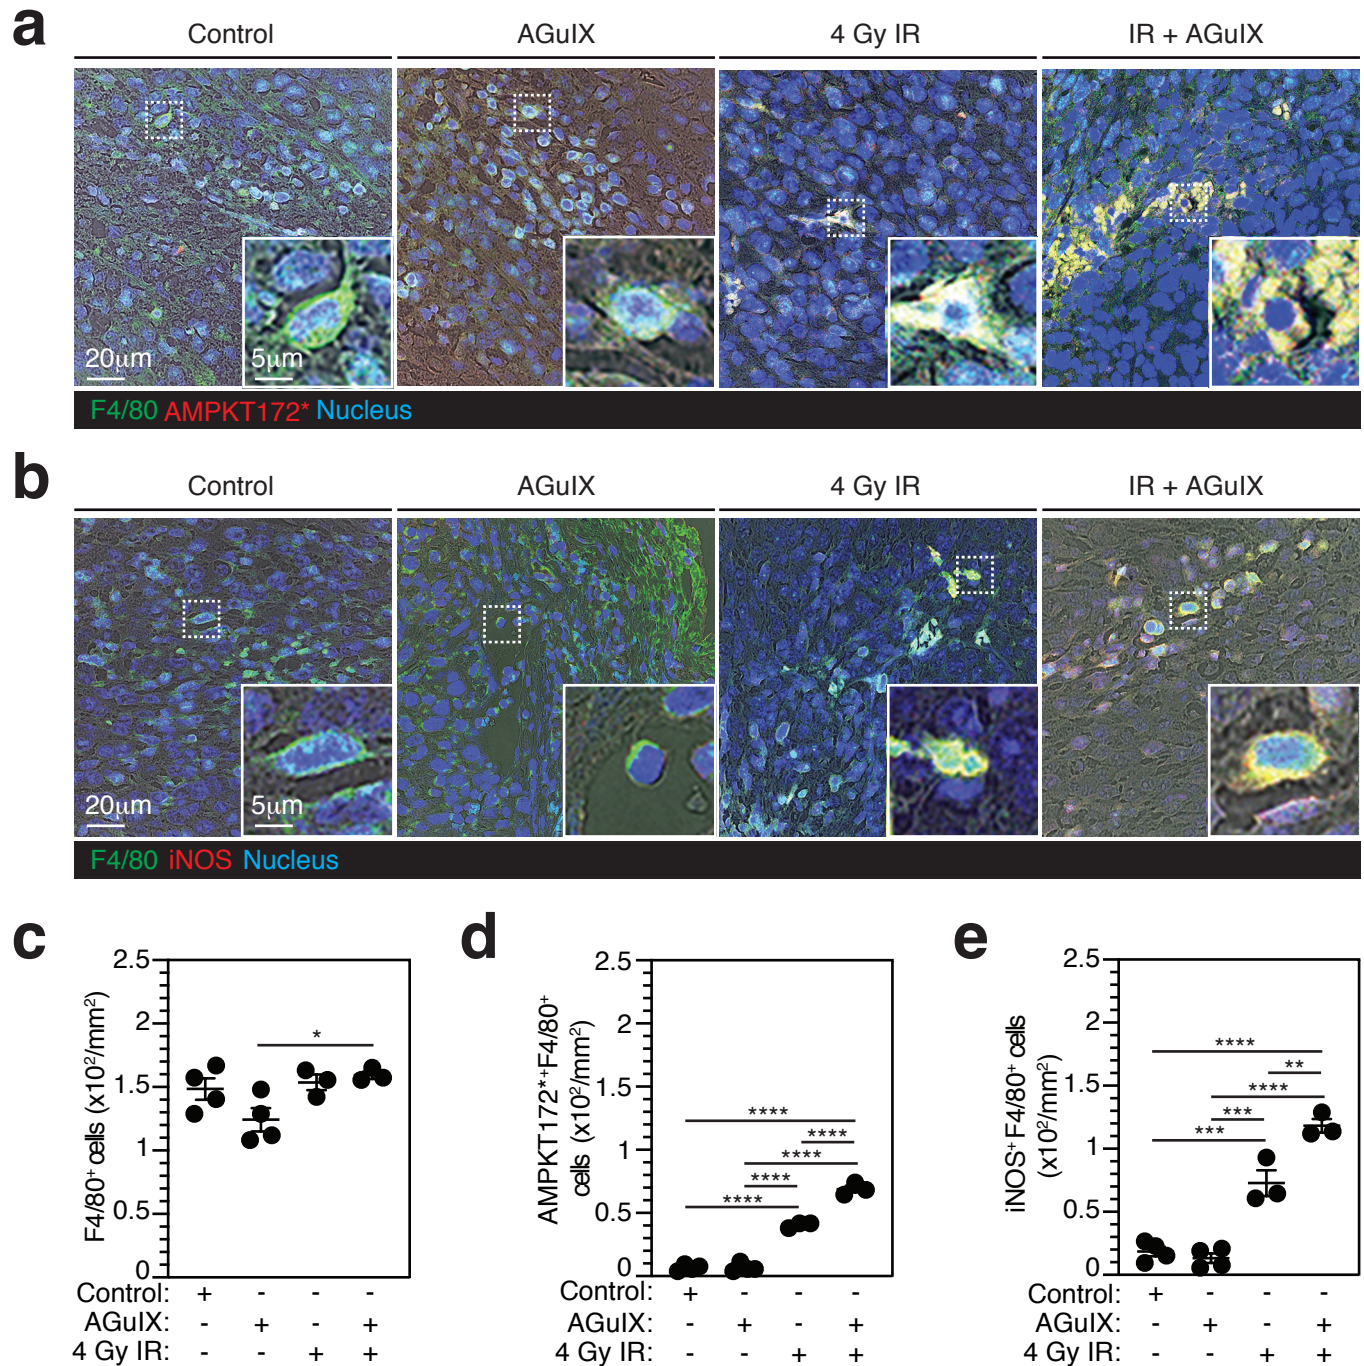 a
Control AGuIX 4 Gy IR IR + AGuIX
20μm 5μm
F4/80 AMPKT172* Nucleus
b
Control AGuIX 4 Gy IR IR + AGuIX
20μm 5μm
F4/80 iNOS Nucleus
c
F4/80⁺ cells (x10²/mm²)
2.5
2
1.5
1
0.5
0
*
Control: + - - -
AGuIX: - + - +
4 Gy IR: - - + +
d
AMPKT172*⁺F4/80⁺
cells (x10²/mm²)
2.5
2
1.5
1
0.5
0
****
****
****
****
****
Control: + - - -
AGuIX: - + - +
4 Gy IR: - - + +
e
iNOS⁺F4/80⁺ cells
(x10²/mm²)
2.5
2
1.5
1
0.5
0
****
**
****
***
***
Control: + - - -
AGuIX: - + - +
4 Gy IR: - - + +